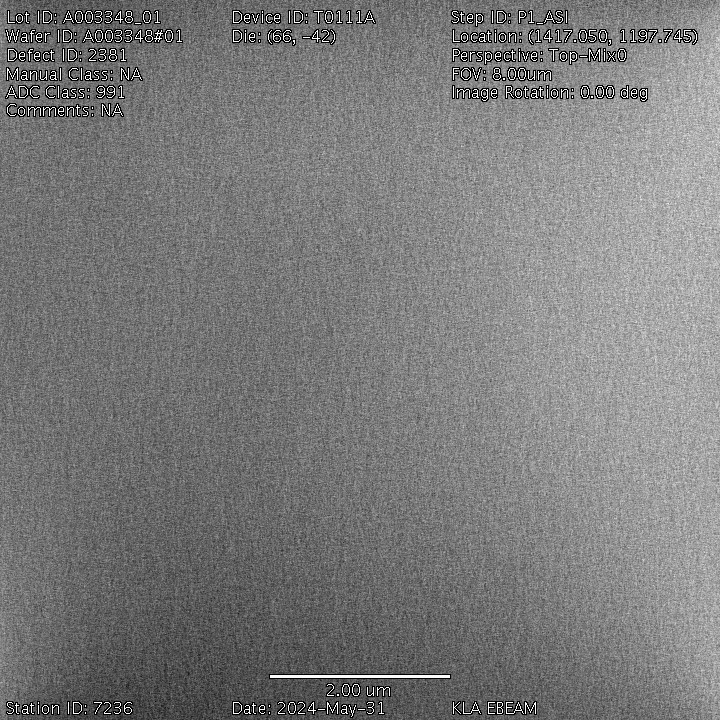 Lot ID: A003348_01 Device ID: T0111A Step ID: P1_ASI
Wafer ID: A003348#01 Die: (66, -42) Location: (1417.050, 1197.745)
Defect ID: 2381 Perspective: Top-Mix0
Manual Class: NA FOV: 8.00um
ADC Class: 991 Image Rotation: 0.00 deg
Comments: NA
2.00 um
Station ID: 7236 Date: 2024-May-31 KLA EBEAM